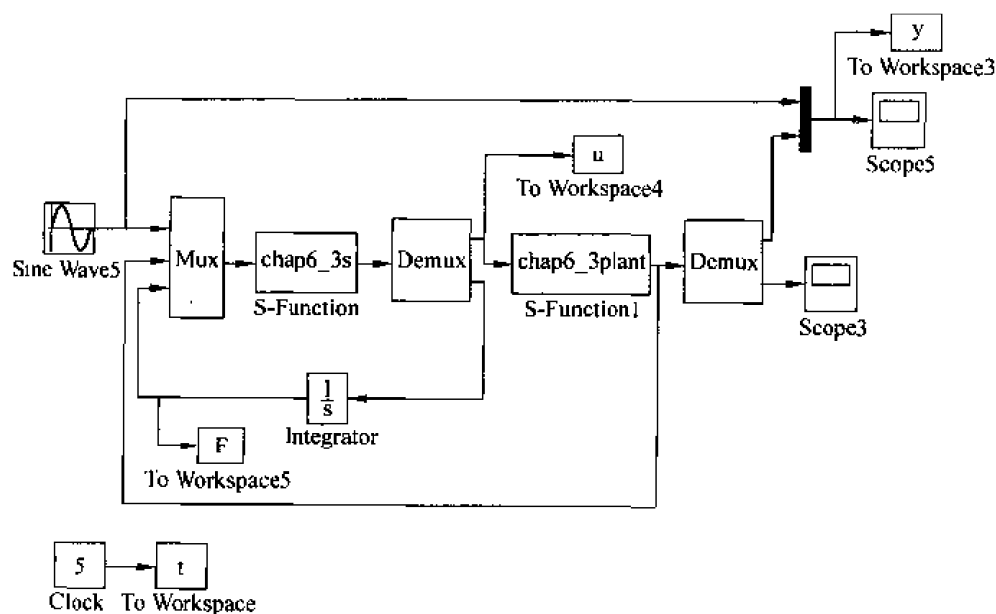 y
To Workspace3
Scope5
u
To Workspace4
Sine Wave5
Mux
chap6_3s
S-Function
Demux
chap6_3plant
S-Function1
Demux
Scope3
1
s
Integrator
F
To Workspace5
5
Clock
t
To Workspace